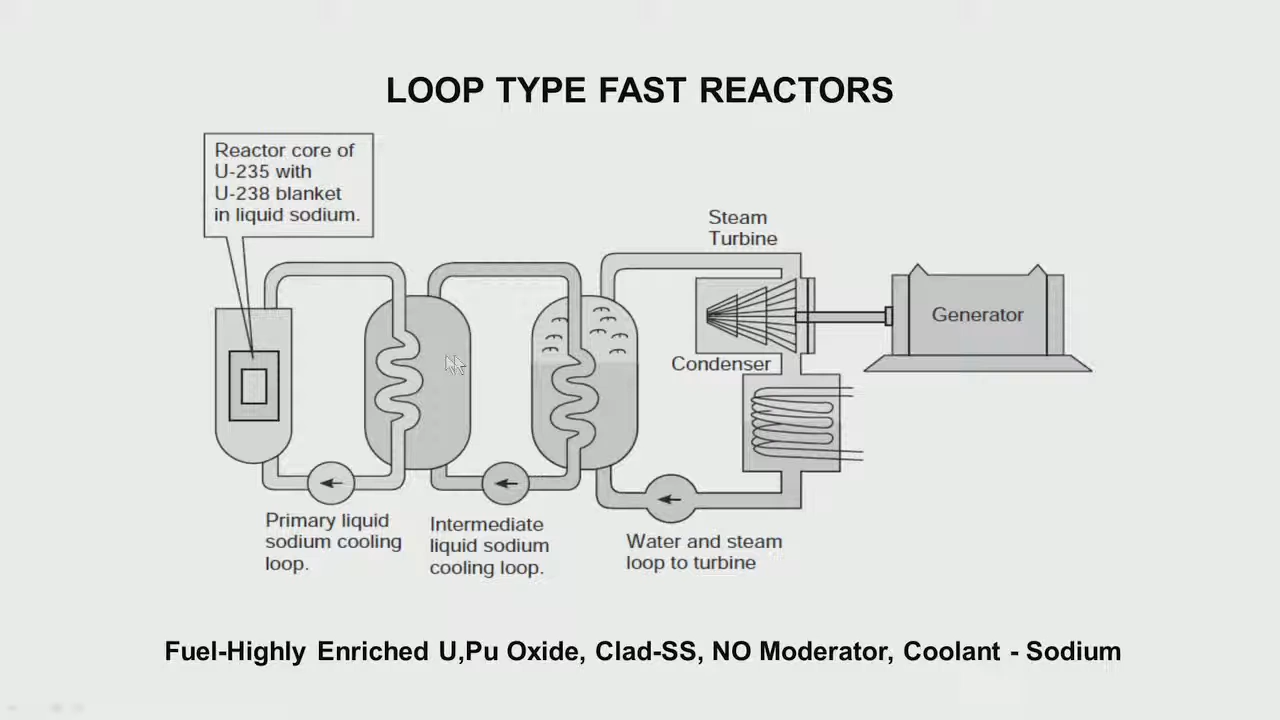 LOOP TYPE FAST REACTORS
Reactor core of
U-235 with
U-238 blanket
in liquid sodium.
Steam
Turbine
Generator
Condenser
Primary liquid
sodium cooling
loop.
Intermediate
liquid sodium
cooling loop.
Water and steam
loop to turbine
Fuel-Highly Enriched U,Pu Oxide, Clad-SS, NO Moderator, Coolant - Sodium